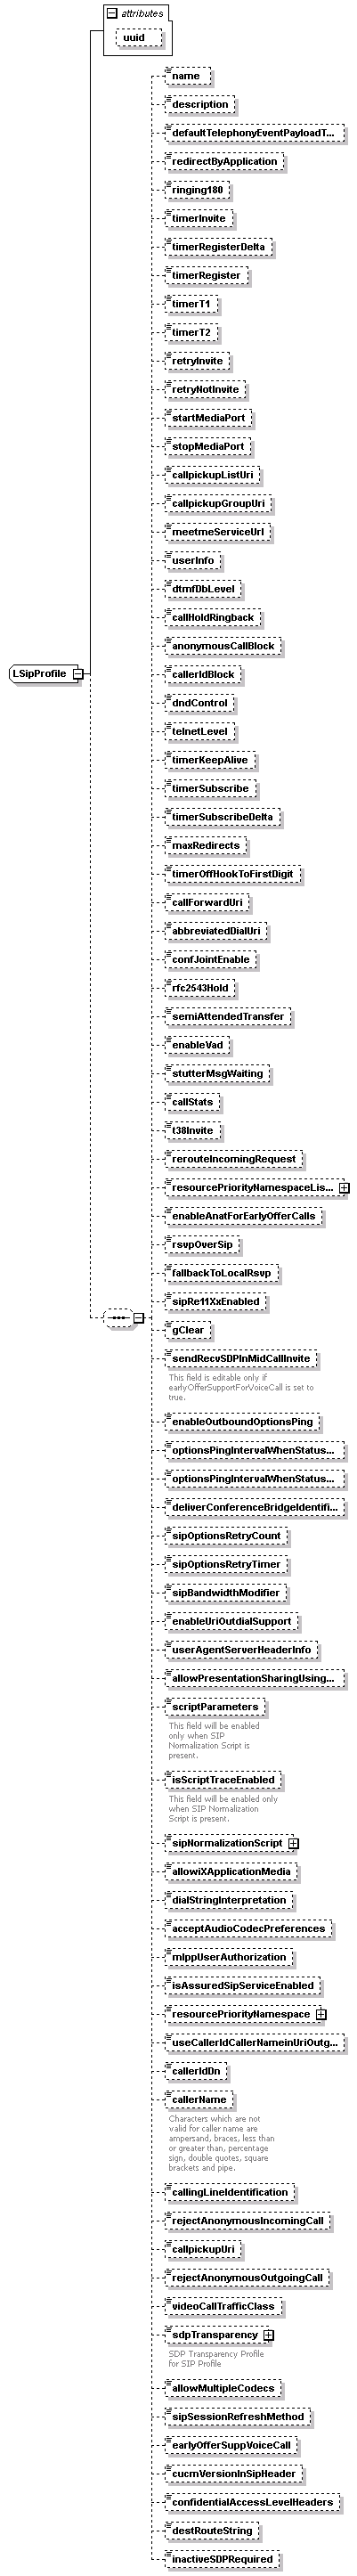 attributes
uuid
name
description
defaultTelephonyEventPayloadT...
redirectByApplication
ringing180
timerInvite
timerRegisterDelta
timerRegister
timerT1
timerT2
retryInvite
retryNotInvite
startMediaPort
stopMediaPort
callpickupListUri
callpickupGroupUri
meetmeServiceUrl
userInfo
dtmfDbLevel
callHoldRingback
anonymousCallBlock
callerIdBlock
dndControl
telnetLevel
timerKeepAlive
timerSubscribe
timerSubscribeDelta
maxRedirects
timerOffHookToFirstDigit
callForwardUri
abbreviatedDialUri
confJointEnable
rfc2543Hold
semiAttendedTransfer
enableVad
stutterMsgWaiting
callStats
t38Invite
rerouteIncomingRequest
resourcePriorityNamespaceLis...
enableAnatForEarlyOfferCalls
rsvpOverSip
fallbackToLocalRsvp
sipRe11XxEnabled
gClear
sendRecvSDPInMidCallInvite
This field is editable only if
earlyOfferSupportForVoiceCall is set to
true.
enableOutboundOptionsPing
optionsPingIntervalWhenStatus...
optionsPingIntervalWhenStatus...
deliverConferenceBridgeIdentifi...
sipOptionsRetryCount
sipOptionsRetryTimer
sipBandwidthModifier
enableUriOutdialSupport
userAgentServerHeaderInfo
allowPresentationSharingUsing...
scriptParameters
This field will be enabled
only when SIP
Normalization Script is
present.
isScriptTraceEnabled
This field will be enabled only
when SIP Normalization
Script is present.
sipNormalizationScript
allowiXApplicationMedia
dialStringInterpretation
acceptAudioCodecPreferences
mlppUserAuthorization
isAssuredSipServiceEnabled
resourcePriorityNamespace
useCallerIdCallerNameinUriOutg...
callerIdDn
callerName
Characters which are not
valid for caller name are
ampersand, braces, less than
or greater than, percentage
sign, double quotes, square
brackets and pipe.
callingLineIdentification
rejectAnonymousIncomingCall
callpickupUri
rejectAnonymousOutgoingCall
videoCallTrafficClass
sdpTransparency
SDP Transparency Profile
for SIP Profile
allowMultipleCodecs
sipSessionRefreshMethod
earlyOfferSuppVoiceCall
cucmVersionInSipHeader
confidentialAccessLevelHeaders
destRouteString
inactiveSDPRequired
LSipProfile